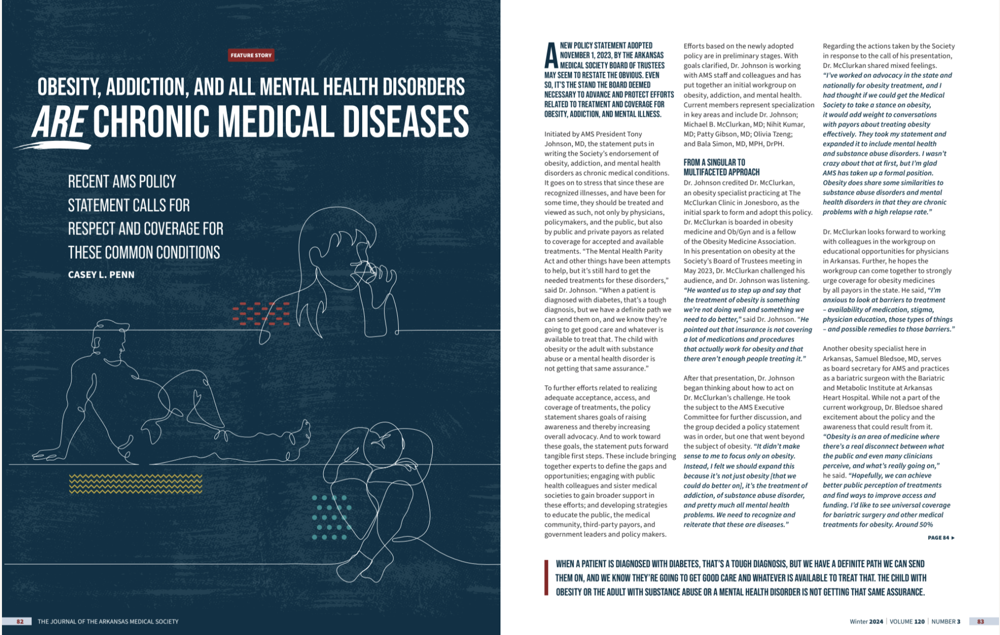 FEATURE STORY
OBESITY, ADDICTION, AND ALL MENTAL HEALTH DISORDERS
ARE CHRONIC MEDICAL DISEASES
RECENT AMS POLICY
STATEMENT CALLS FOR
RESPECT AND COVERAGE FOR
THESE COMMON CONDITIONS
CASEY L. PENN
82 THE JOURNAL OF THE ARKANSAS MEDICAL SOCIETY
A NEW POLICY STATEMENT ADOPTED
NOVEMBER 1, 2023, BY THE ARKANSAS
MEDICAL SOCIETY BOARD OF TRUSTEES
MAY SEEM TO RESTATE THE OBVIOUS. EVEN
SO, IT'S THE STAND THE BOARD DEEMED
NECESSARY TO ADVANCE AND PROTECT EFFORTS
RELATED TO TREATMENT AND COVERAGE FOR
OBESITY, ADDICTION, AND MENTAL ILLNESS.
Initiated by AMS President Tony
Johnson, MD, the statement puts in
writing the Society's endorsement of
obesity, addiction, and mental health
disorders as chronic medical conditions.
It goes on to stress that since these are
recognized illnesses, and have been for
some time, they should be treated and
viewed as such, not only by physicians,
policymakers, and the public, but also
by public and private payors as related
to coverage for accepted and available
treatments. “The Mental Health Parity
Act and other things have been attempts
to help, but it's still hard to get the
needed treatments for these disorders,”
said Dr. Johnson. “When a patient is
diagnosed with diabetes, that's a tough
diagnosis, but we have a definite path we
can send them on, and we know they're
going to get good care and whatever is
available to treat that. The child with
obesity or the adult with substance
abuse or a mental health disorder is
not getting that same assurance.”
To further efforts related to realizing
adequate acceptance, access, and
coverage of treatments, the policy
statement shares goals of raising
awareness and thereby increasing
overall advocacy. And to work toward
these goals, the statement puts forward
tangible first steps. These include bringing
together experts to define the gaps and
opportunities; engaging with public
health colleagues and sister medical
societies to gain broader support in
these efforts; and developing strategies
to educate the public, the medical
community, third-party payors, and
government leaders and policy makers.
Efforts based on the newly adopted
policy are in preliminary stages. With
goals clarified, Dr. Johnson is working
with AMS staff and colleagues and has
put together an initial workgroup on
obesity, addiction, and mental health.
Current members represent specialization
in key areas and include Dr. Johnson;
Michael B. McClurkan, MD; Nihit Kumar,
MD; Patty Gibson, MD; Olivia Tzeng;
and Bala Simon, MD, MPH, DrPH.
FROM A SINGULAR TO
MULTIFACETED APPROACH
Dr. Johnson credited Dr. McClurkan,
an obesity specialist practicing at The
McClurkan Clinic in Jonesboro, as the
initial spark to form and adopt this policy.
Dr. McClurkan is boarded in obesity
medicine and Ob/Gyn and is a fellow
of the Obesity Medicine Association.
In his presentation on obesity at the
Society's Board of Trustees meeting in
May 2023, Dr. McClurkan challenged his
audience, and Dr. Johnson was listening.
“He wanted us to step up and say that
the treatment of obesity is something
we're not doing well and something we
need to do better,” said Dr. Johnson. “He
pointed out that insurance is not covering
a lot of medications and procedures
that actually work for obesity and that
there aren't enough people treating it.”
After that presentation, Dr. Johnson
began thinking about how to act on
Dr. McClurkan's challenge. He took
the subject to the AMS Executive
Committee for further discussion, and
the group decided a policy statement
was in order, but one that went beyond
the subject of obesity. “It didn't make
sense to me to focus only on obesity.
Instead, I felt we should expand this
because it's not just obesity [that we
could do better on], it's the treatment of
addiction, of substance abuse disorder,
and pretty much all mental health
problems. We need to recognize and
reiterate that these are diseases.”
Regarding the actions taken by the Society
in response to the call of his presentation,
Dr. McClurkan shared mixed feelings.
“I've worked on advocacy in the state and
nationally for obesity treatment, and I
had thought if we could get the Medical
Society to take a stance on obesity,
it would add weight to conversations
with payors about treating obesity
effectively. They took my statement and
expanded it to include mental health
and substance abuse disorders. I wasn't
crazy about that at first, but I'm glad
AMS has taken up a formal position.
Obesity does share some similarities to
substance abuse disorders and mental
health disorders in that they are chronic
problems with a high relapse rate.”
Dr. McClurkan looks forward to working
with colleagues in the workgroup on
educational opportunities for physicians
in Arkansas. Further, he hopes the
workgroup can come together to strongly
urge coverage for obesity medicines
by all payors in the state. He said, “I'm
anxious to look at barriers to treatment
– availability of medication, stigma,
physician education, those types of things
– and possible remedies to those barriers.”
Another obesity specialist here in
Arkansas, Samuel Bledsoe, MD, serves
as board secretary for AMS and practices
as a bariatric surgeon with the Bariatric
and Metabolic Institute at Arkansas
Heart Hospital. While not a part of the
current workgroup, Dr. Bledsoe shared
excitement about the policy and the
awareness that could result from it.
“Obesity is an area of medicine where
there's a real disconnect between what
the public and even many clinicians
perceive, and what's really going on,”
he said. “Hopefully, we can achieve
better public perception of treatments
and find ways to improve access and
funding. I'd like to see universal coverage
for bariatric surgery and other medical
treatments for obesity. Around 50%
PAGE 84 ►
WHEN A PATIENT IS DIAGNOSED WITH DIABETES, THAT'S A TOUGH DIAGNOSIS, BUT WE HAVE A DEFINITE PATH WE CAN SEND
THEM ON, AND WE KNOW THEY'RE GOING TO GET GOOD CARE AND WHATEVER IS AVAILABLE TO TREAT THAT. THE CHILD WITH
OBESITY OR THE ADULT WITH SUBSTANCE ABUSE OR A MENTAL HEALTH DISORDER IS NOT GETTING THAT SAME ASSURANCE.
Winter 2024 | VOLUME 120 | NUMBER 3 83